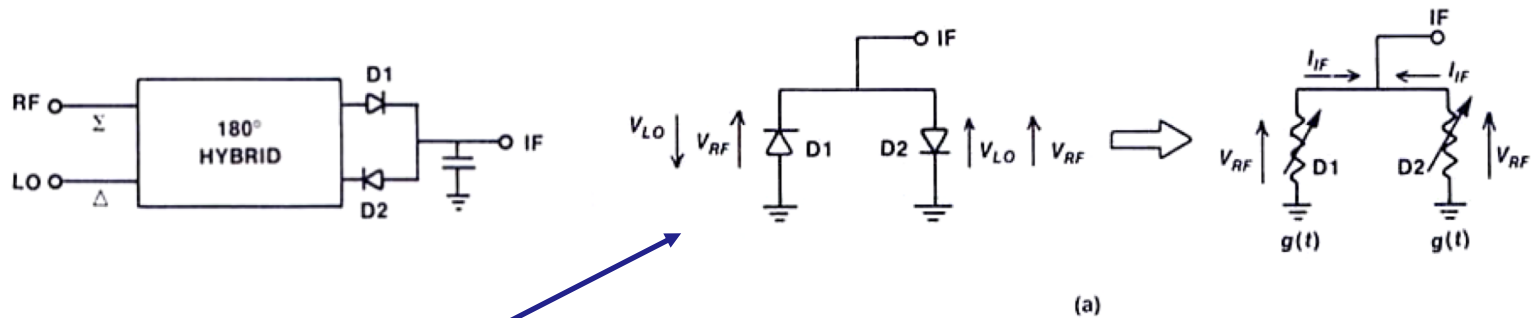 RF
Σ
LO
Δ
180°
HYBRID
D1
D2
IF
IF
V_LO
V_RF
D1
D2
V_LO
V_RF
IF
I_IF
I_IF
V_RF
D1
D2
V_RF
g(t)
g(t)
(a)